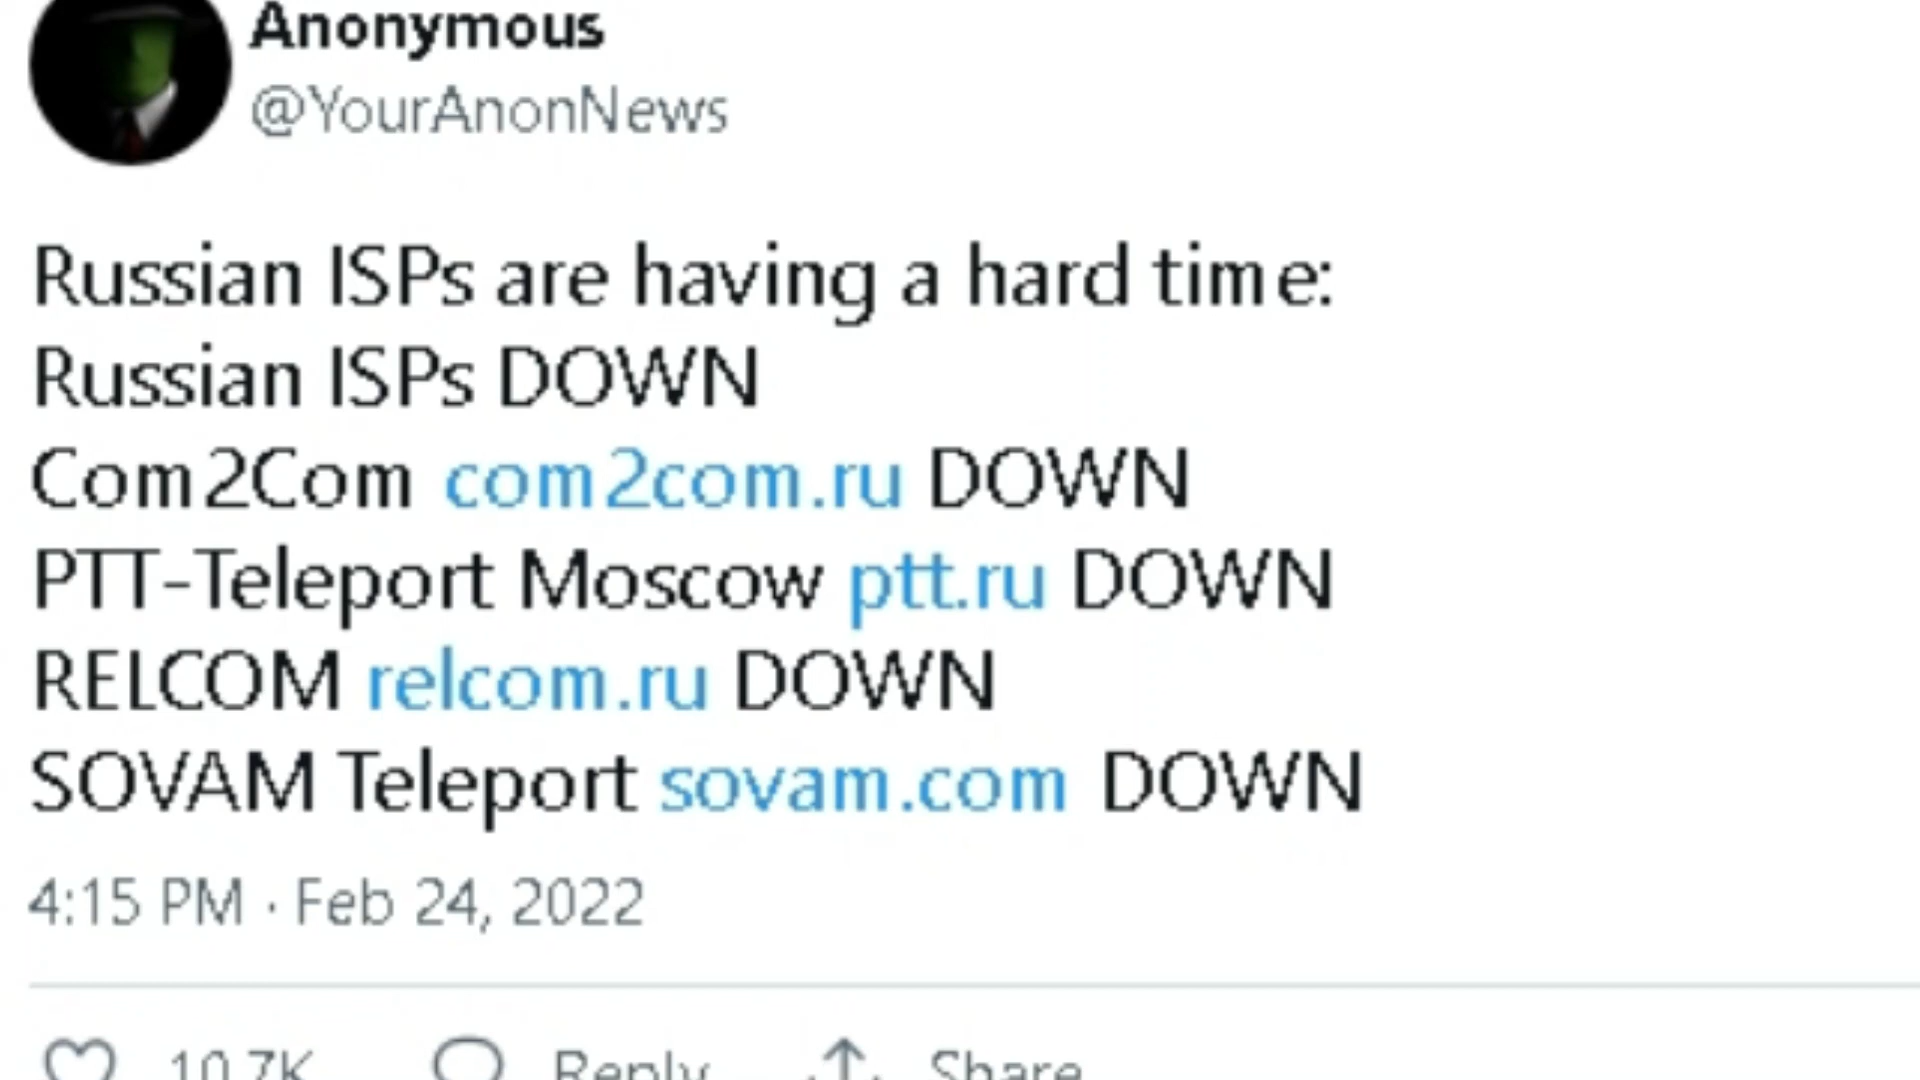 Anonymous
@YourAnonNews
Russian ISPs are having a hard time:
Russian ISPs DOWN
Com2Com com2com.ru DOWN
PTT-Teleport Moscow ptt.ru DOWN
RELCOM relcom.ru DOWN
SOVAM Teleport sovam.com DOWN
4:15 PM · Feb 24, 2022
10.7K Reply Share